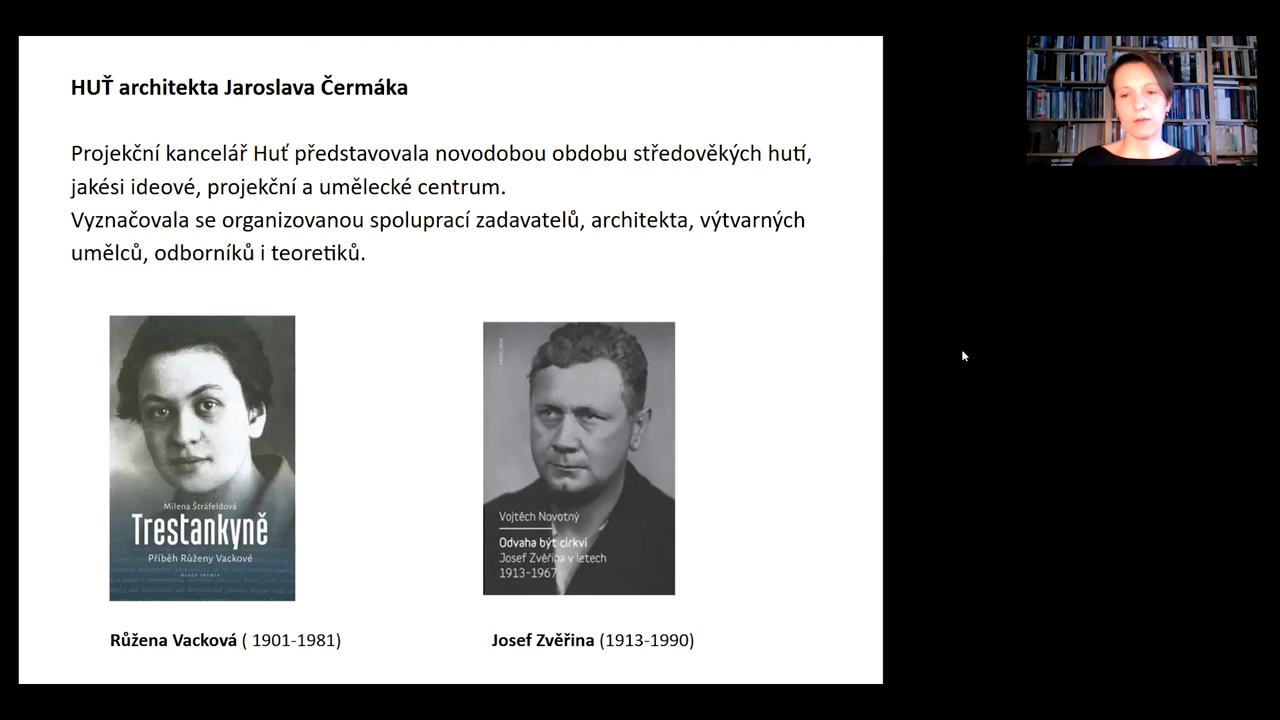 HUŤ architekta Jaroslava Čermáka
Projekční kancelář Huť představovala novodobou obdobu středověkých hutí,
jakési ideové, projekční a umělecké centrum.
Vyznačovala se organizovanou spoluprací zadavatelů, architekta, výtvarných
umělců, odborníků i teoretiků.
Milena Štráfeldová
Trestankyně
Příběh Růženy Vackové
MLADÁ FRONTA
Vojtěch Novotný
Odvaha být církví
Josef Zvěřina v letech
1913–1967
Růžena Vacková ( 1901-1981)
Josef Zvěřina (1913-1990)